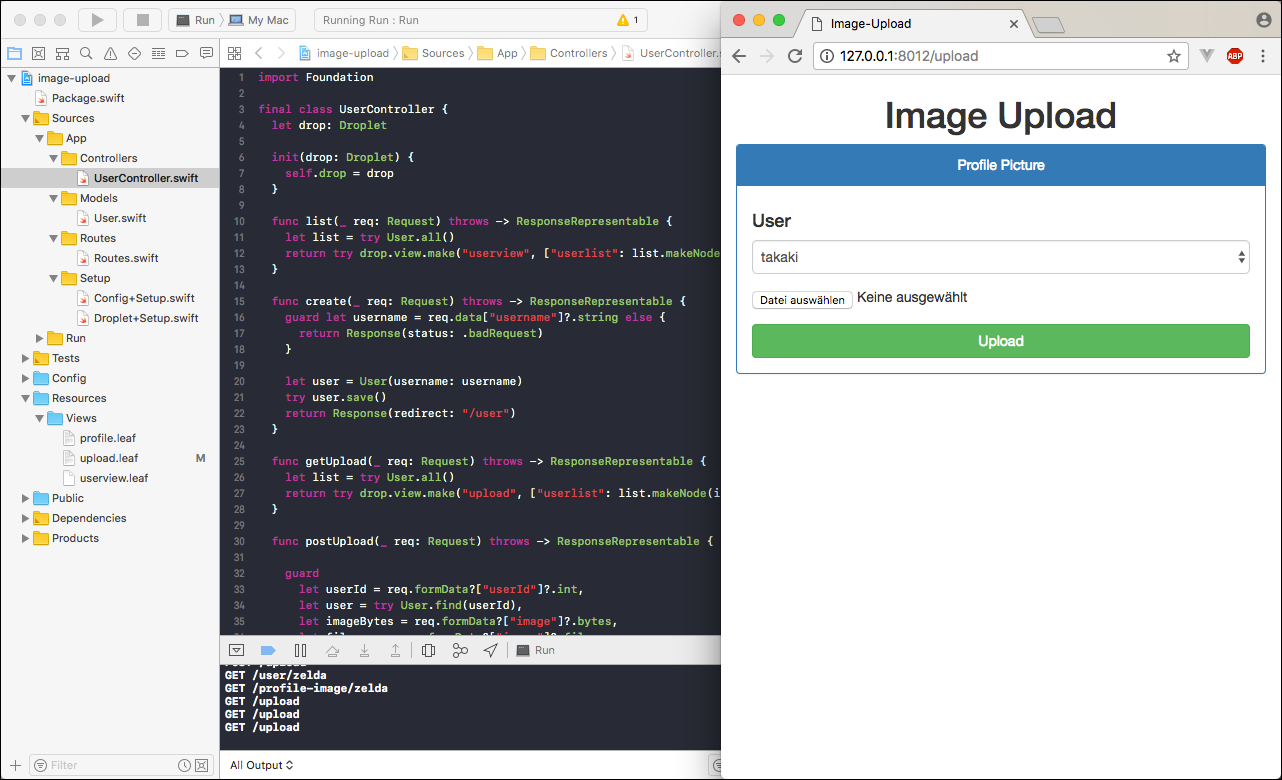 Run
My Mac
Running Run : Run
1
image-upload
Sources
App
Controllers
UserController.s
image-upload
Package.swift
Sources
App
Controllers
UserController.swift
Models
User.swift
Routes
Routes.swift
Setup
Config+Setup.swift
Droplet+Setup.swift
Run
Tests
Config
Resources
Views
profile.leaf
upload.leaf M
userview.leaf
Public
Dependencies
Products
Filter
1 import Foundation
2
3 final class UserController {
4 let drop: Droplet
5
6 init(drop: Droplet) {
7 self.drop = drop
8 }
9
10 func list(_ req: Request) throws -> ResponseRepresentable {
11 let list = try User.all()
12 return try drop.view.make("userview", ["userlist": list.makeNode
13 }
14
15 func create(_ req: Request) throws -> ResponseRepresentable {
16 guard let username = req.data["username"]?.string else {
17 return Response(status: .badRequest)
18 }
19
20 let user = User(username: username)
21 try user.save()
22 return Response(redirect: "/user")
23 }
24
25 func getUpload(_ req: Request) throws -> ResponseRepresentable {
26 let list = try User.all()
27 return try drop.view.make("upload", ["userlist": list.makeNode(i
28 }
29
30 func postUpload(_ req: Request) throws -> ResponseRepresentable {
31
32 guard
33 let userId = req.formData?["userId"]?.int,
34 let user = try User.find(userId),
35 let imageBytes = req.formData?["image"]?.bytes,
Run
GET /user/zelda
GET /profile-image/zelda
GET /upload
GET /upload
GET /upload
All Output
Image-Upload
127.0.0.1:8012/upload
ABP
Image Upload
Profile Picture
User
takaki
Datei auswählen Keine ausgewählt
Upload